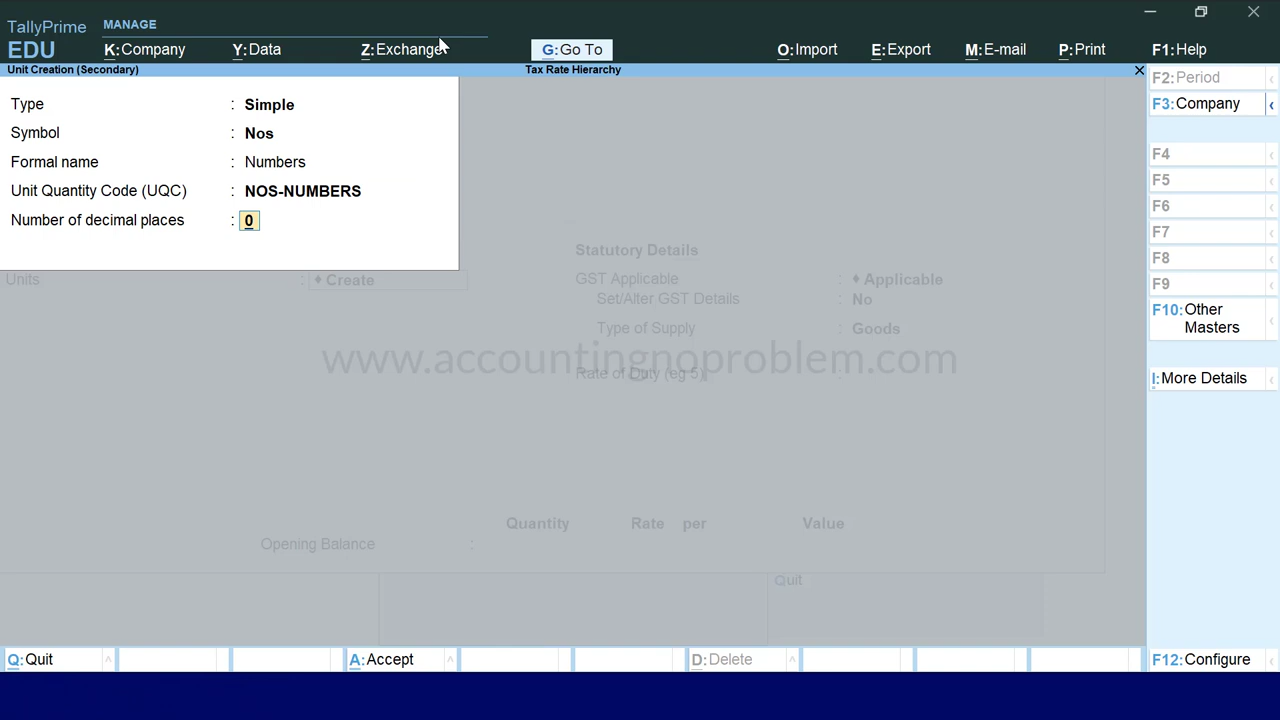 TallyPrime
EDU
MANAGE
K:Company Y:Data Z:Exchange G:Go To O:Import E:Export M:E-mail P:Print F1:Help
Unit Creation (Secondary) Tax Rate Hierarchy
Type : Simple
Symbol : Nos
Formal name : Numbers
Unit Quantity Code (UQC) : NOS-NUMBERS
Number of decimal places : 0
Units : ♦ Create
Statutory Details
GST Applicable : ♦ Applicable
Set/Alter GST Details : No
Type of Supply : Goods
Rate of Duty (eg 5) :
www.accountingnoproblem.com
Quantity Rate per Value
Opening Balance :
Quit
F2:Period
F3:Company
F4
F5
F6
F7
F8
F9
F10:Other
Masters
I:More Details
Q:Quit A:Accept D:Delete F12:Configure